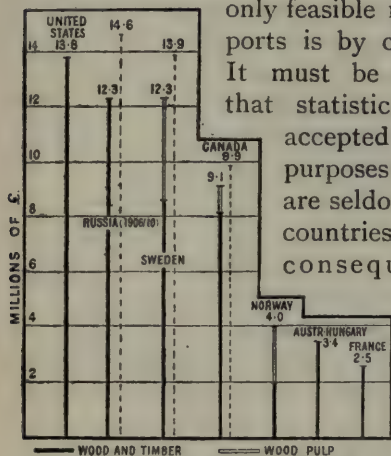 only feasible
ports is by
It must be
that statistic
accepted
purposes
are seldo
countries
consequ
UNITED
STATES
13·8
14·6
13·9
12·3
12·3
CANADA
8·9
9·1
RUSSIA (1906/10)
SWEDEN
NORWAY
4·0
AUSTR-HUNGARY
3·4
FRANCE
2·5
MILLIONS OF £.
14
12
10
8
6
4
2
WOOD AND TIMBER
WOOD PULP